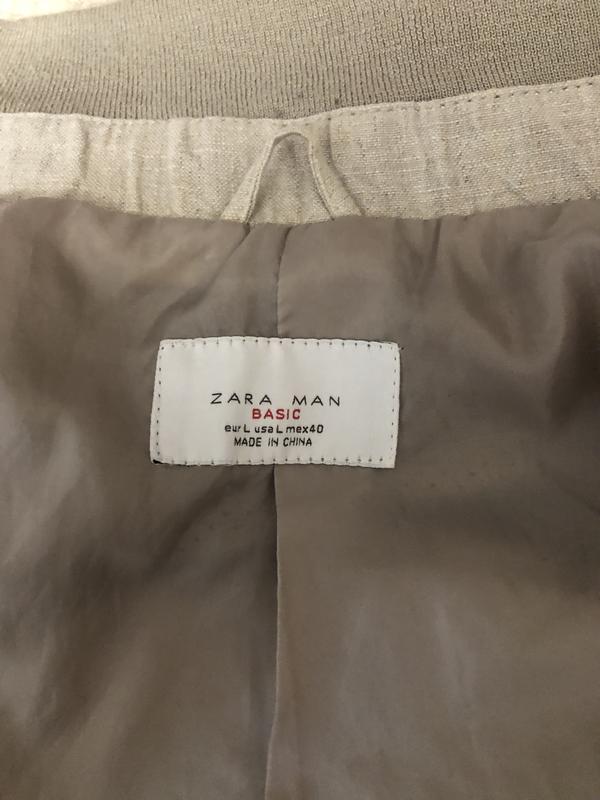 ZARA MAN
BASIC
eur L usa L mex 40
MADE IN CHINA